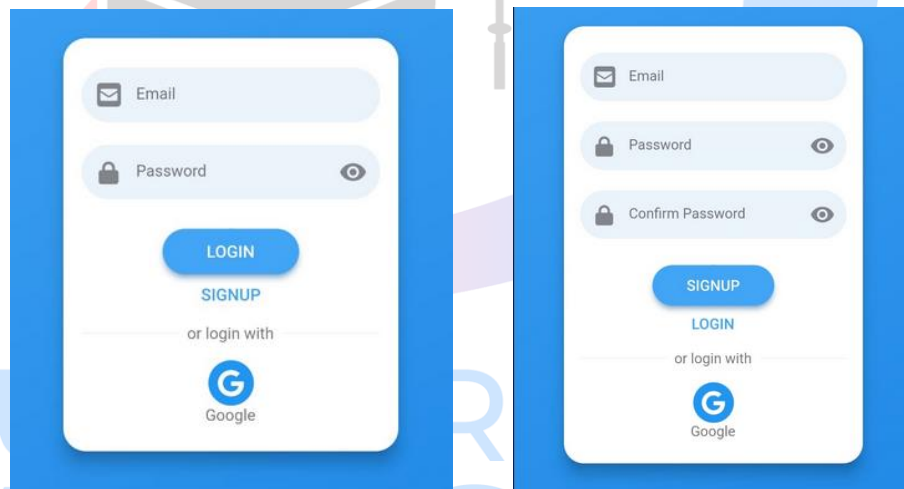 Email
Password
LOGIN
SIGNUP
or login with
G
Google
Email
Password
Confirm Password
SIGNUP
LOGIN
or login with
G
Google